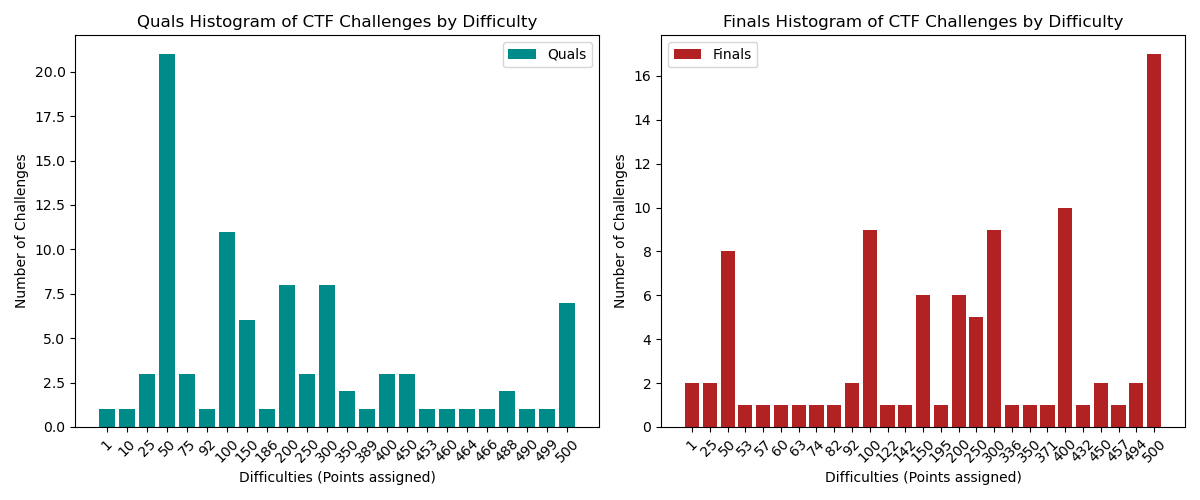 Quals Histogram of CTF Challenges by Difficulty
Quals
Number of Challenges
20.0
17.5
15.0
12.5
10.0
7.5
5.0
2.5
0.0
1 10 25 50 75 92 100 150 186 200 250 300 350 389 400 450 453 460 464 466 488 490 499 500
Difficulties (Points assigned)
Finals Histogram of CTF Challenges by Difficulty
Finals
Number of Challenges
16
14
12
10
8
6
4
2
0
1 25 50 53 57 60 63 74 82 92 100 122 142 150 195 200 250 300 336 350 371 400 432 450 457 494 500
Difficulties (Points assigned)